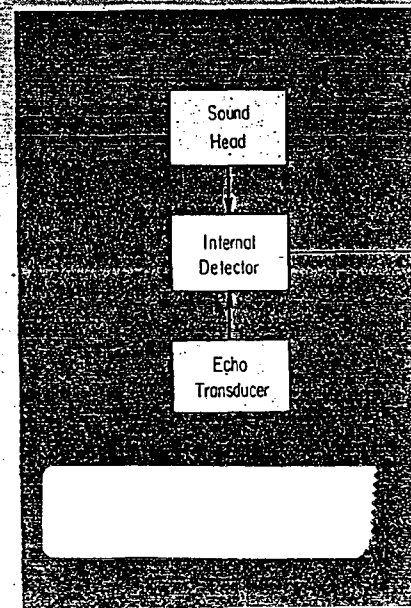 Sound
Head
Internal
Detector
Echo
Transducer